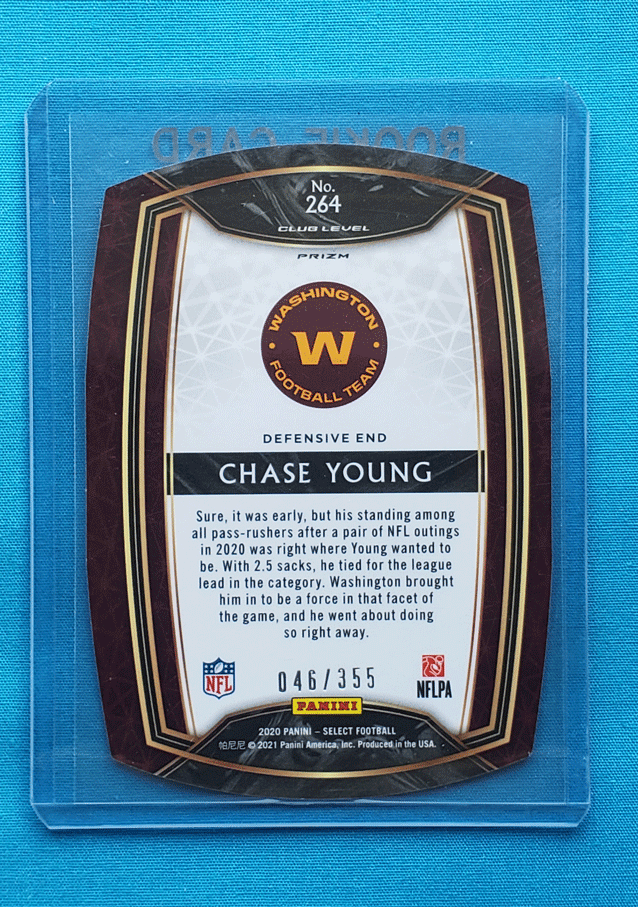 ROOKIE CARD
No.
264
CLUB LEVEL
PRIZM
WASHINGTON
W
FOOTBALL TEAM
DEFENSIVE END
CHASE YOUNG
Sure, it was early, but his standing among
all pass-rushers after a pair of NFL outings
in 2020 was right where Young wanted to
be. With 2.5 sacks, he tied for the league
lead in the category. Washington brought
him in to be a force in that facet of
the game, and he went about doing
so right away.
NFL
046/355
NFLPA
PANINI
2020 PANINI – SELECT FOOTBALL
帕尼尼 © 2021 Panini America, Inc. Produced in the USA.